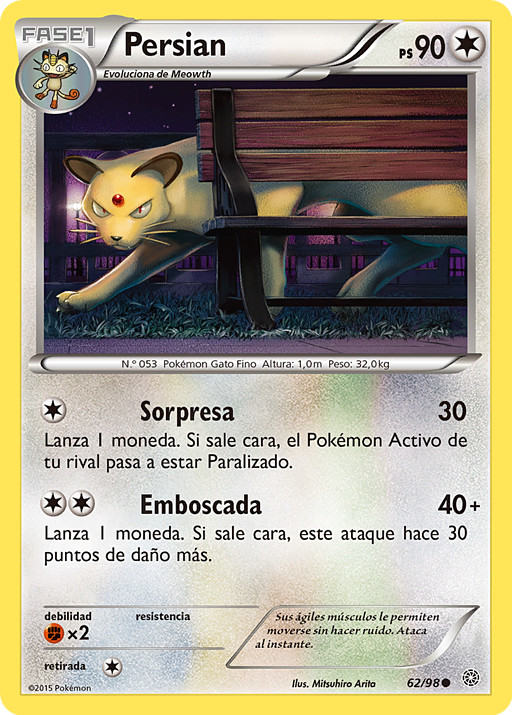 FASE1
Persian
PS 90
Evoluciona de Meowth
N.º 053 Pokémon Gato Fino Altura: 1,0m Peso: 32,0kg
Sorpresa 30
Lanza 1 moneda. Si sale cara, el Pokémon Activo de
tu rival pasa a estar Paralizado.
Emboscada 40+
Lanza 1 moneda. Si sale cara, este ataque hace 30
puntos de daño más.
debilidad resistencia
×2
retirada
Sus ágiles músculos le permiten
moverse sin hacer ruido. Ataca
al instante.
©2015 Pokémon
Ilus. Mitsuhiro Arita 62/98